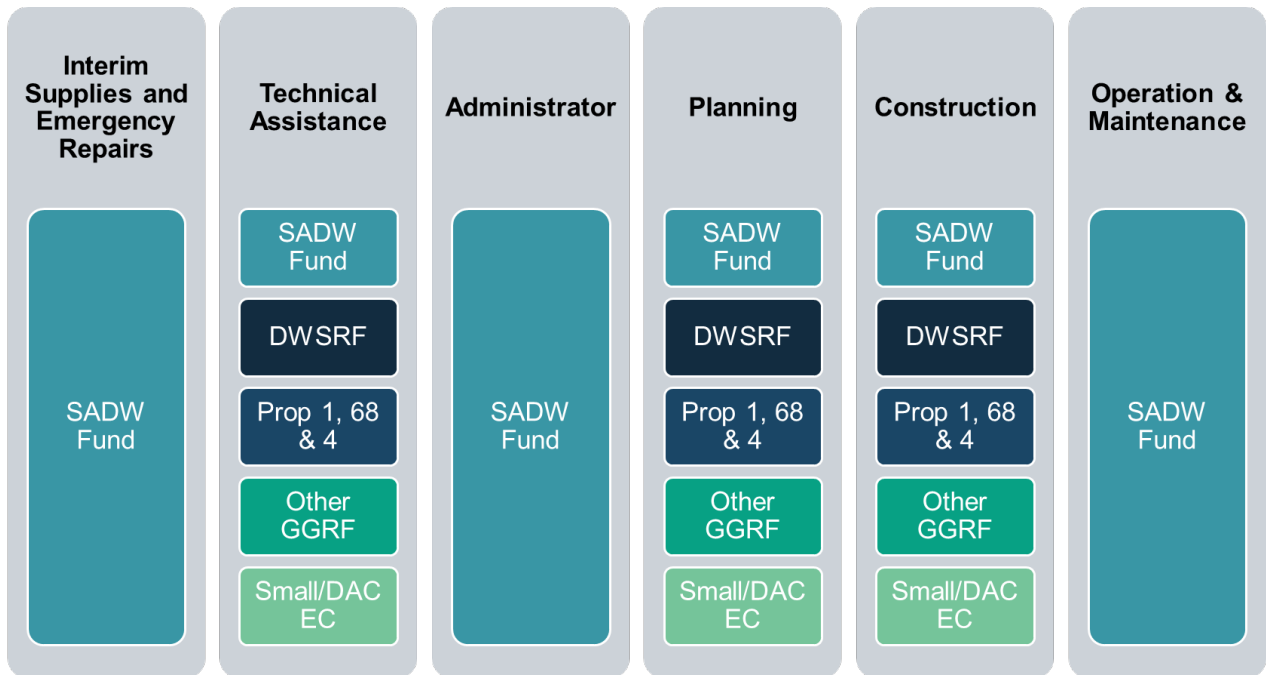 Interim
Supplies and
Emergency
Repairs
SADW
Fund
Technical
Assistance
SADW
Fund
DWSRF
Prop 1, 68
& 4
Other
GGRF
Small/DAC
EC
Administrator
SADW
Fund
Planning
SADW
Fund
DWSRF
Prop 1, 68
& 4
Other
GGRF
Small/DAC
EC
Construction
SADW
Fund
DWSRF
Prop 1, 68
& 4
Other
GGRF
Small/DAC
EC
Operation &
Maintenance
SADW
Fund